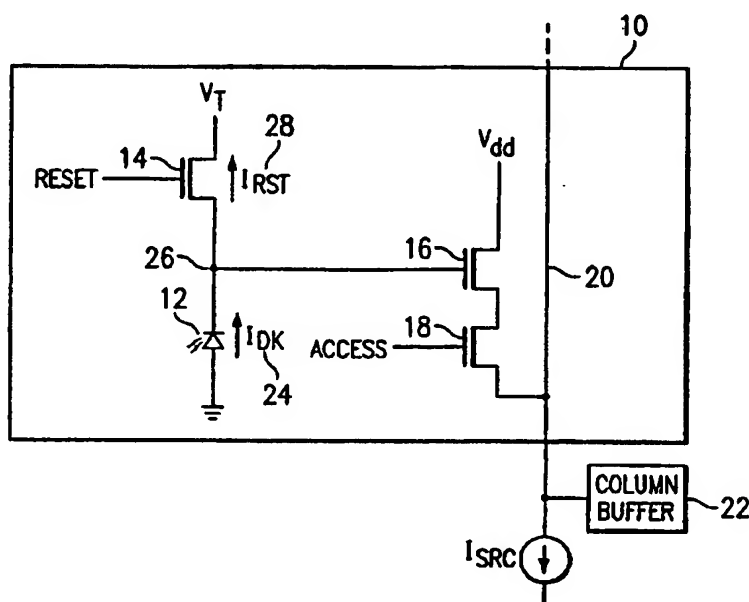 10
V_T
28
14
RESET
I_RST
V_dd
26
16
20
12
I_DK
18
ACCESS
24
COLUMN
BUFFER
22
I_SRC